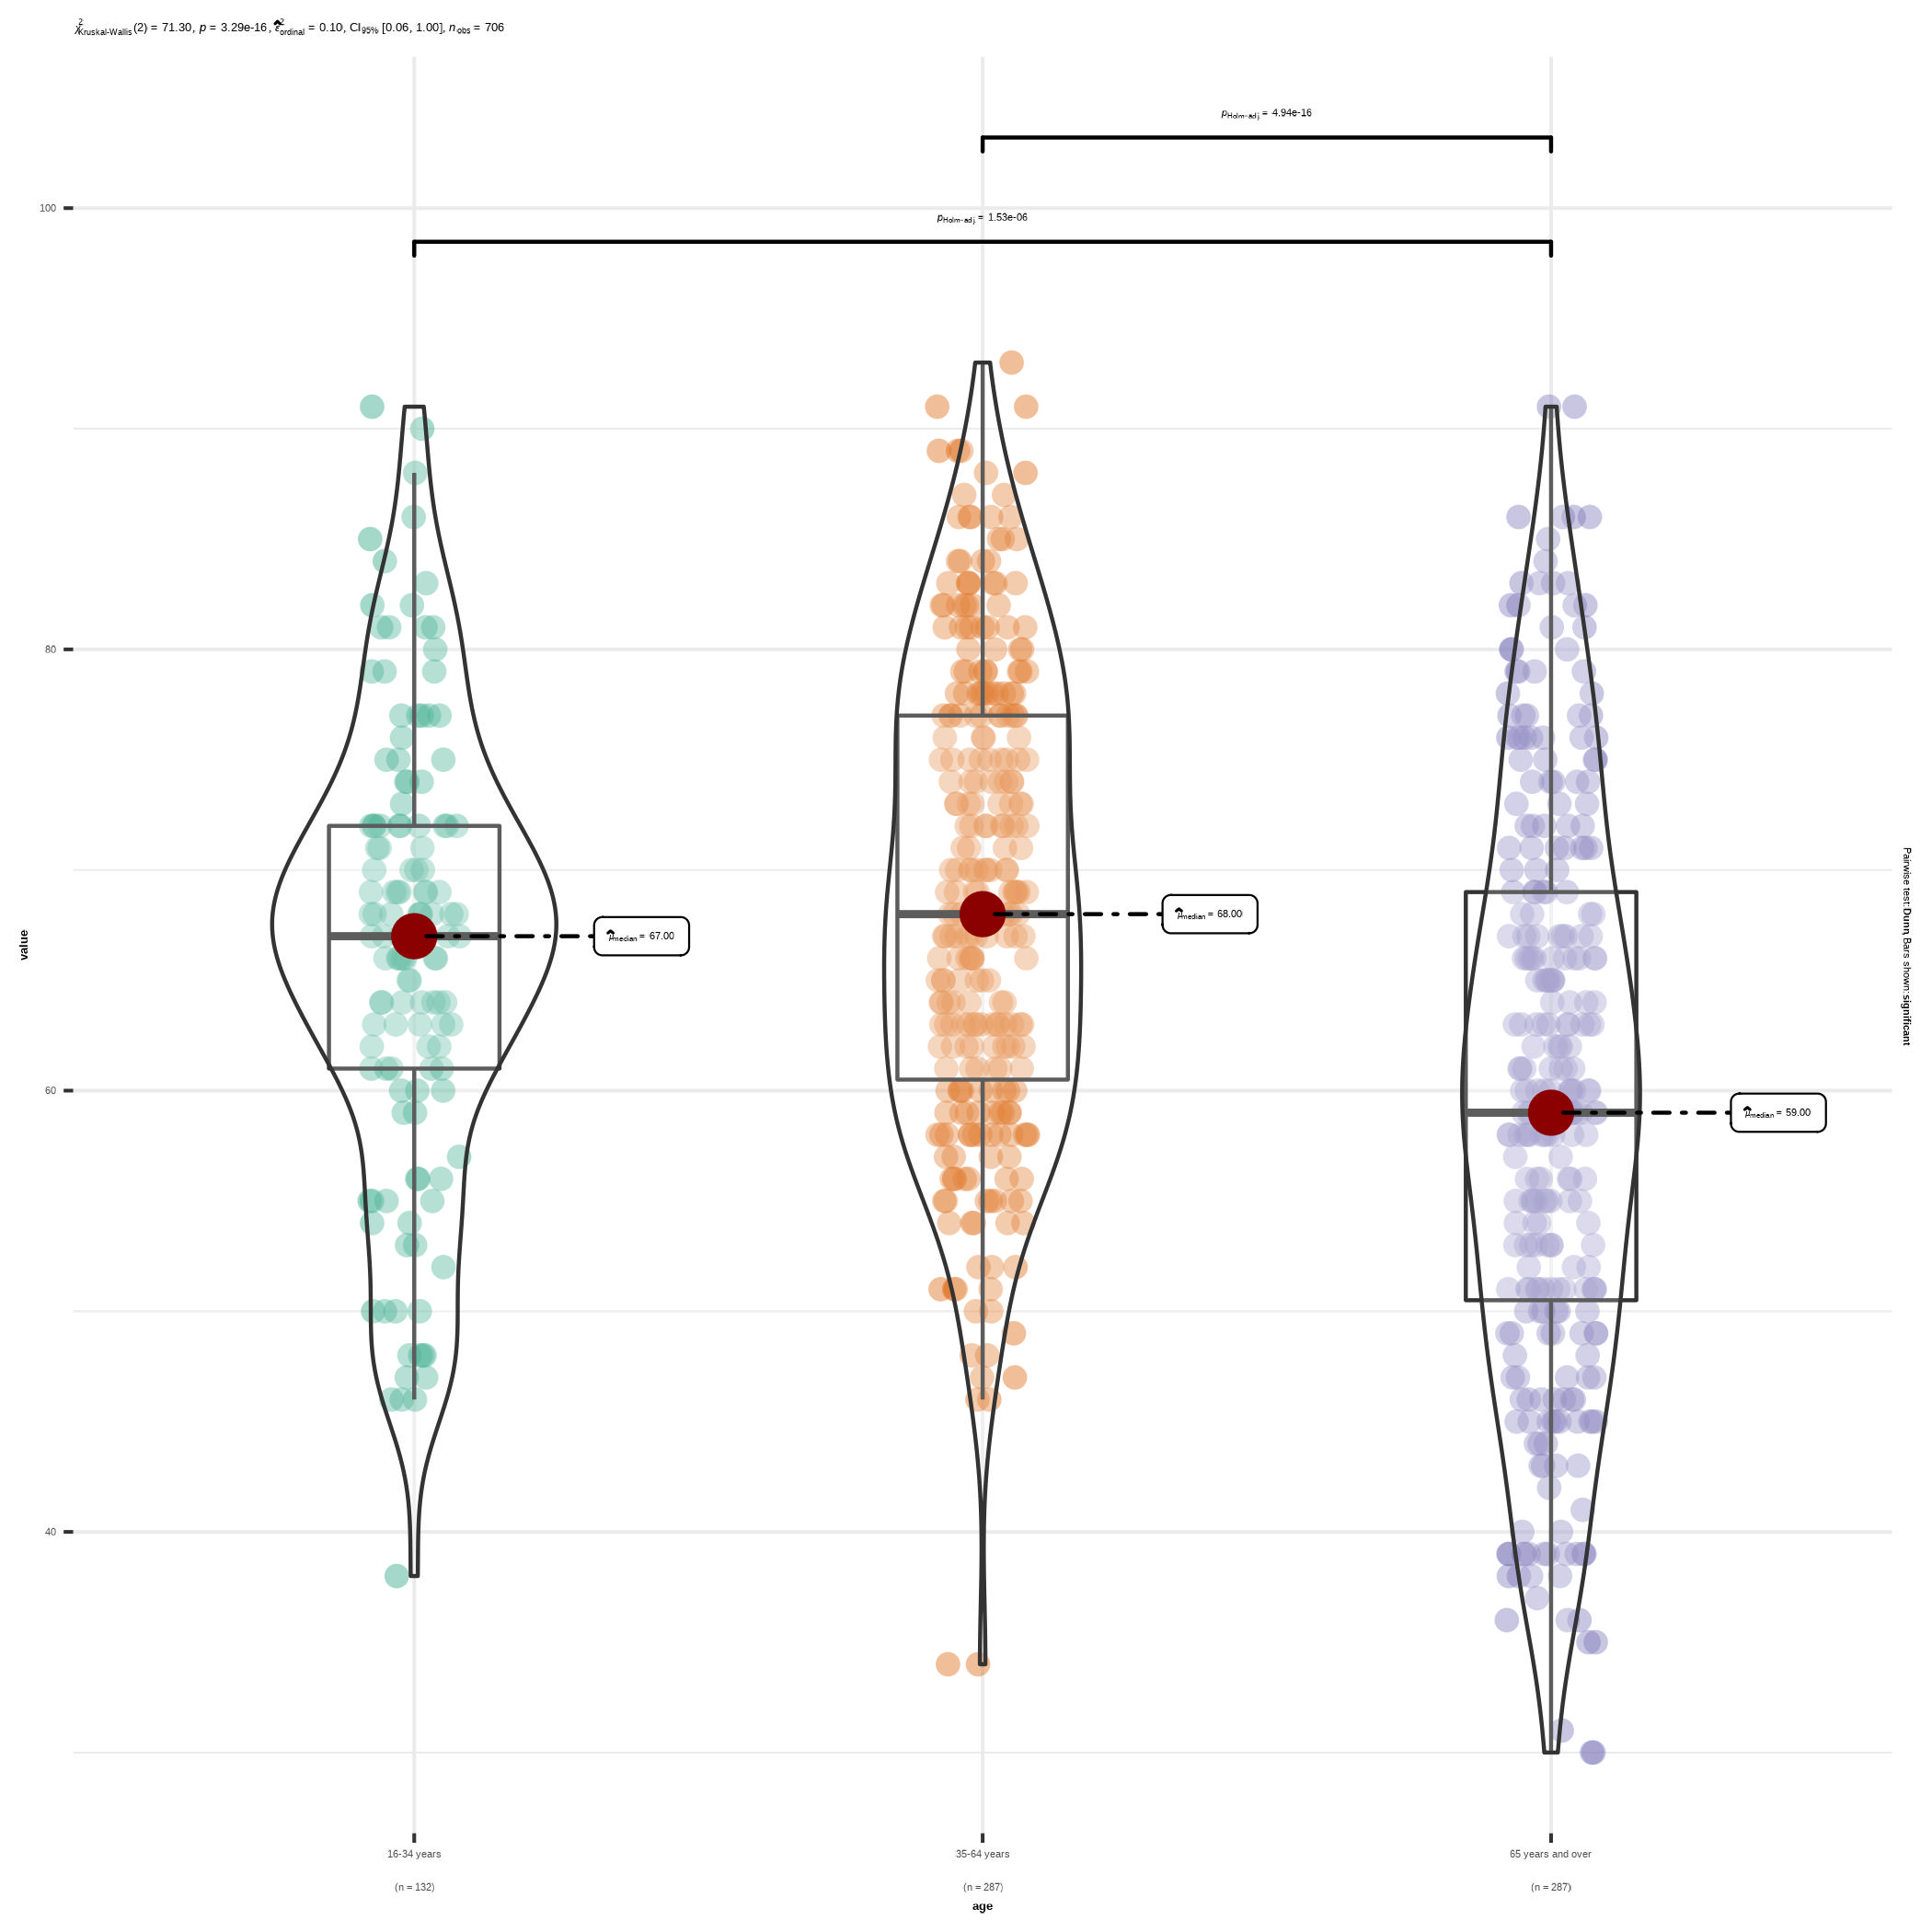 χ²Kruskal-Wallis(2) = 71.30, p = 3.29e-16, ε̂²ordinal = 0.10, CI95% [0.06, 1.00], nobs = 706
pHolm-adj. = 4.94e-16
100
pHolm-adj. = 1.53e-06
80
μ̂median = 68.00
μ̂median = 67.00
value
Pairwise test: Dunn, Bars shown: significant
60
μ̂median = 59.00
40
16-34 years
(n = 132)
35-64 years
(n = 287)
65 years and over
(n = 287)
age